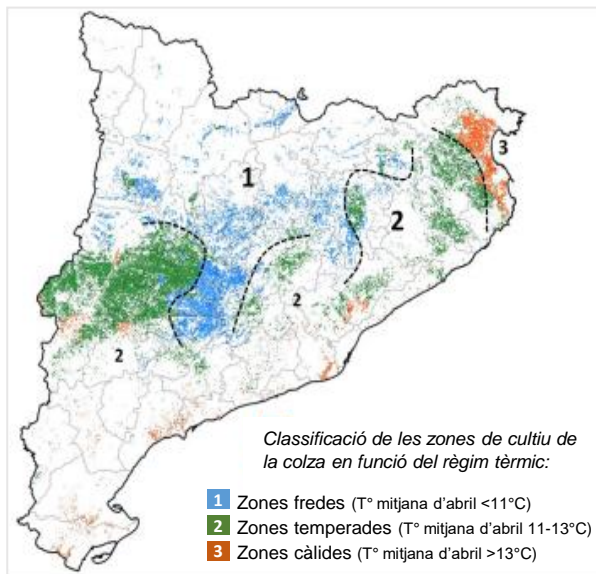 3
1
2
2
2
Classificació de les zones de cultiu de
la colza en funció del règim tèrmic:
1 Zones fredes (T° mitjana d'abril <11°C)
2 Zones temperades (T° mitjana d'abril 11-13°C)
3 Zones càlides (T° mitjana d'abril >13°C)